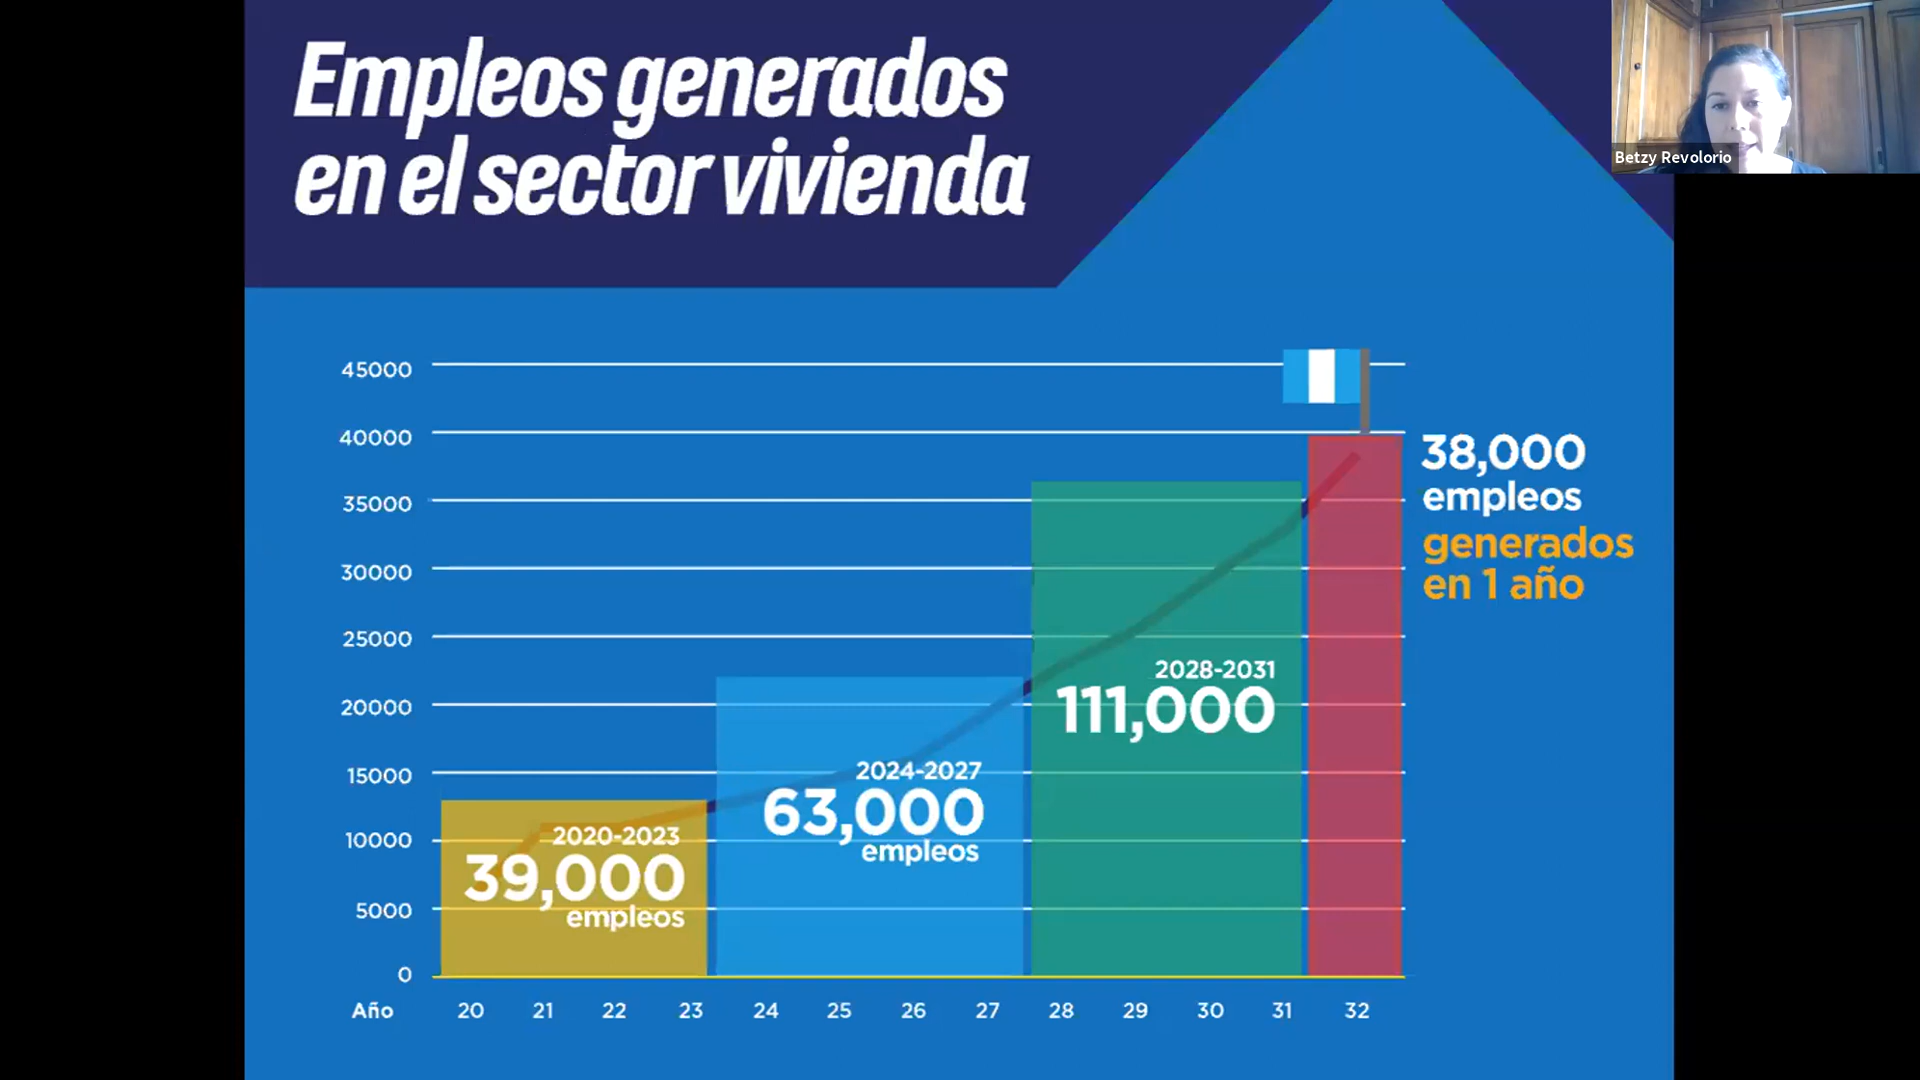 Empleos generados
en el sector vivienda
Betzy Revolorio
45000
40000
35000
30000
25000
20000
15000
10000
5000
0
38,000
empleos
generados
en 1 año
2028-2031
111,000
2024-2027
63,000
empleos
2020-2023
39,000
empleos
Año 20 21 22 23 24 25 26 27 28 29 30 31 32